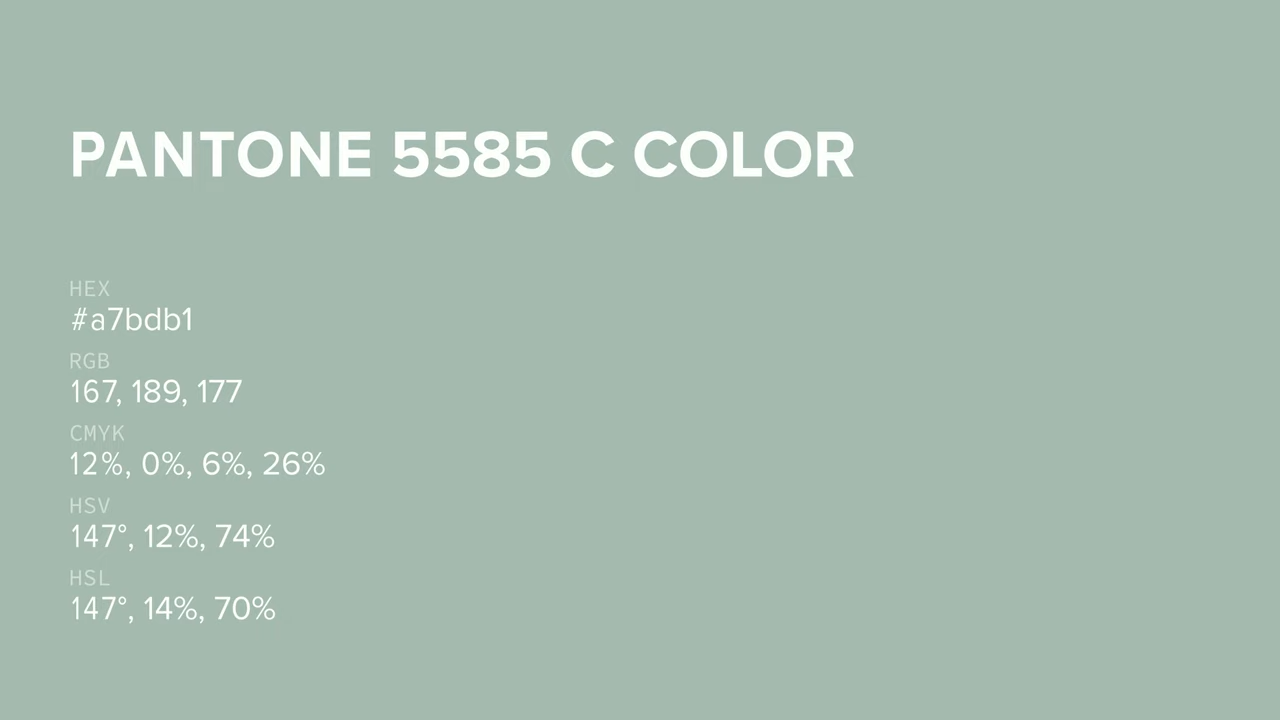 PANTONE 5585 C COLOR
HEX
#a7bdb1
RGB
167, 189, 177
CMYK
12%, 0%, 6%, 26%
HSV
147°, 12%, 74%
HSL
147°, 14%, 70%